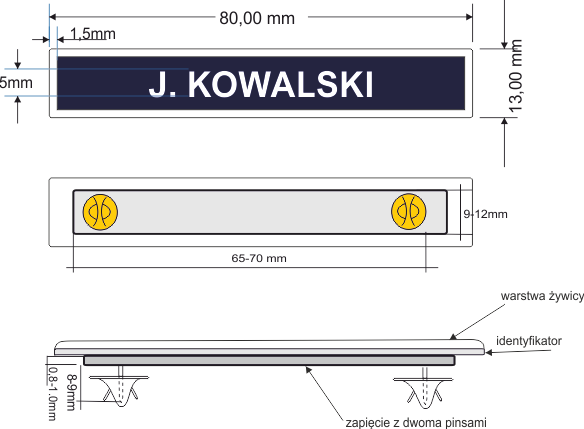 80,00 mm
1,5mm
5mm
J. KOWALSKI
13,00 mm
9-12mm
65-70 mm
warstwa żywicy
identyfikator
0,8-1.0mm
8-9mm
zapięcie z dwoma pinsami